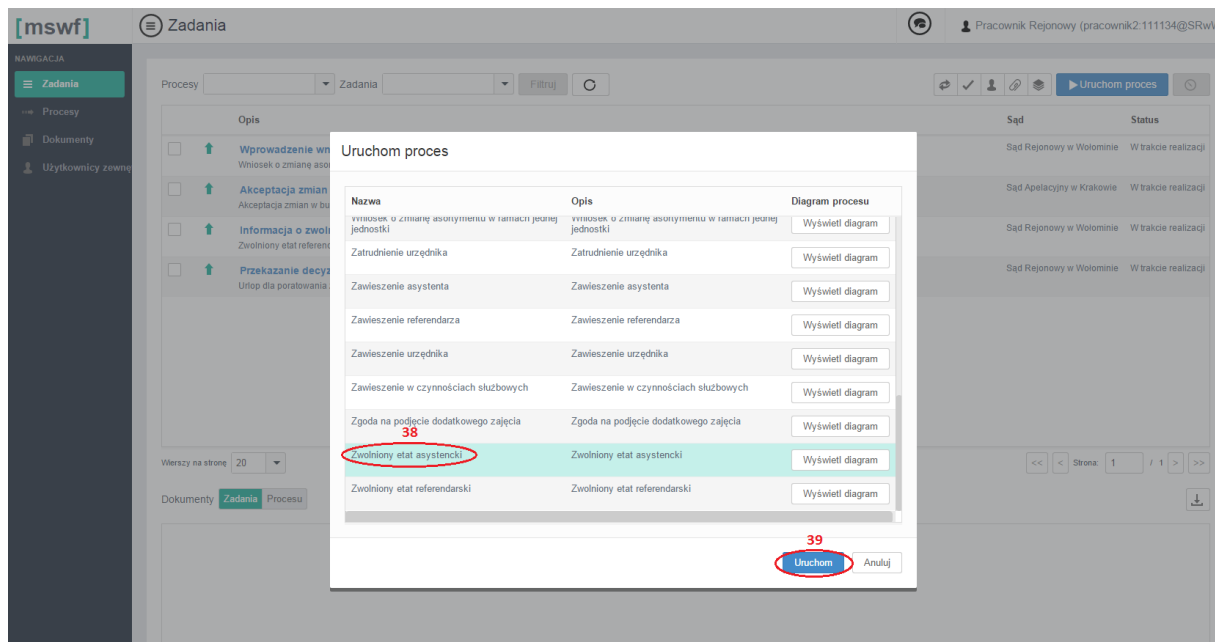 [mswf]
Zadania
Pracownik Rejonowy (pracownik2:111134@SRwW
NAWIGACJA
Zadania
Procesy
Dokumenty
Użytkownicy zewnę
Procesy
Zadania
Filtruj
Uruchom proces
Opis
Sąd
Status
Wprowadzenie wn
Wniosek o zmianę aso
Sąd Rejonowy w Wołominie
W trakcie realizacji
Akceptacja zmian
Akceptacja zmian w bu
Sąd Apelacyjny w Krakowie
W trakcie realizacji
Informacja o zwol
Zwolniony etat referend
Sąd Rejonowy w Wołominie
W trakcie realizacji
Przekazanie decyz
Urlop dla poratowania
Sąd Rejonowy w Wołominie
W trakcie realizacji
Uruchom proces
Nazwa
Opis
Diagram procesu
Wniosek o zmianę asortymentu w ramach jednej
jednostki
Wniosek o zmianę asortymentu w ramach jednej
jednostki
Wyświetl diagram
Zatrudnienie urzędnika
Zatrudnienie urzędnika
Wyświetl diagram
Zawieszenie asystenta
Zawieszenie asystenta
Wyświetl diagram
Zawieszenie referendarza
Zawieszenie referendarza
Wyświetl diagram
Zawieszenie urzędnika
Zawieszenie urzędnika
Wyświetl diagram
Zawieszenie w czynnościach służbowych
Zawieszenie w czynnościach służbowych
Wyświetl diagram
Zgoda na podjęcie dodatkowego zajęcia
Zgoda na podjęcie dodatkowego zajęcia
Wyświetl diagram
38
Zwolniony etat asystencki
Zwolniony etat asystencki
Wyświetl diagram
Zwolniony etat referendarski
Zwolniony etat referendarski
Wyświetl diagram
39
Uruchom
Anuluj
Wierszy na stronę
20
<<
<
Strona:
1
/ 1
>
>>
Dokumenty
Zadania
Procesu